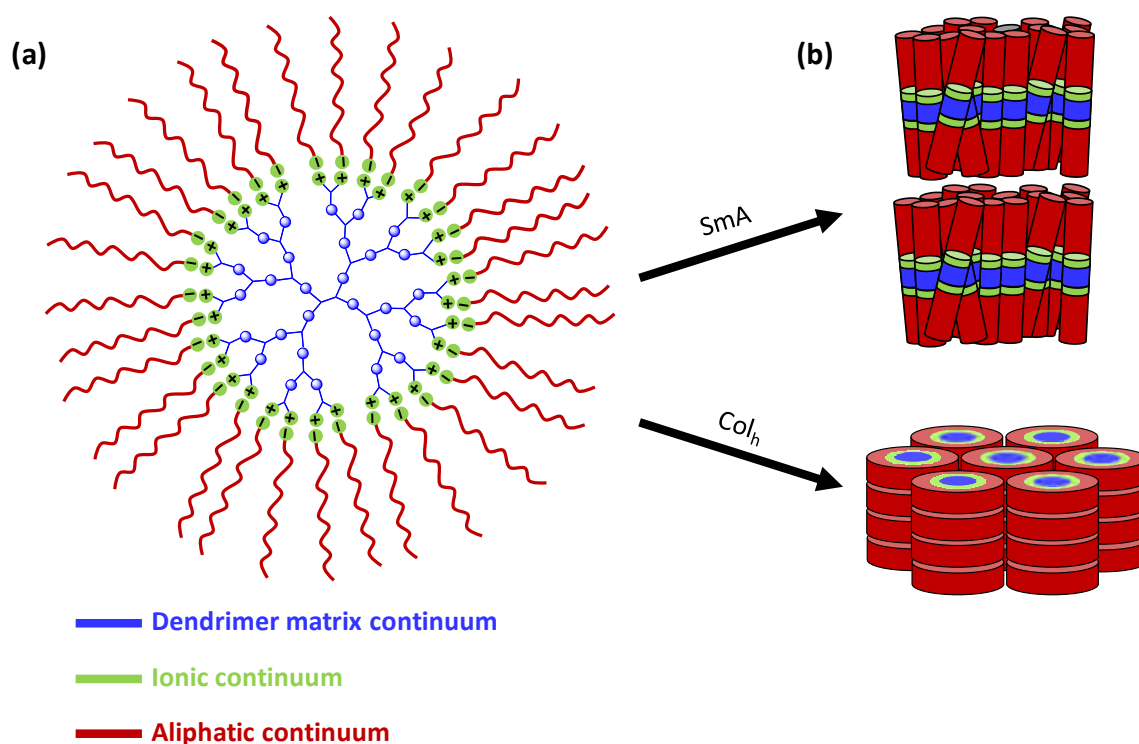 (a)
(b)
SmA
Colh
Dendrimer matrix continuum
Ionic continuum
Aliphatic continuum